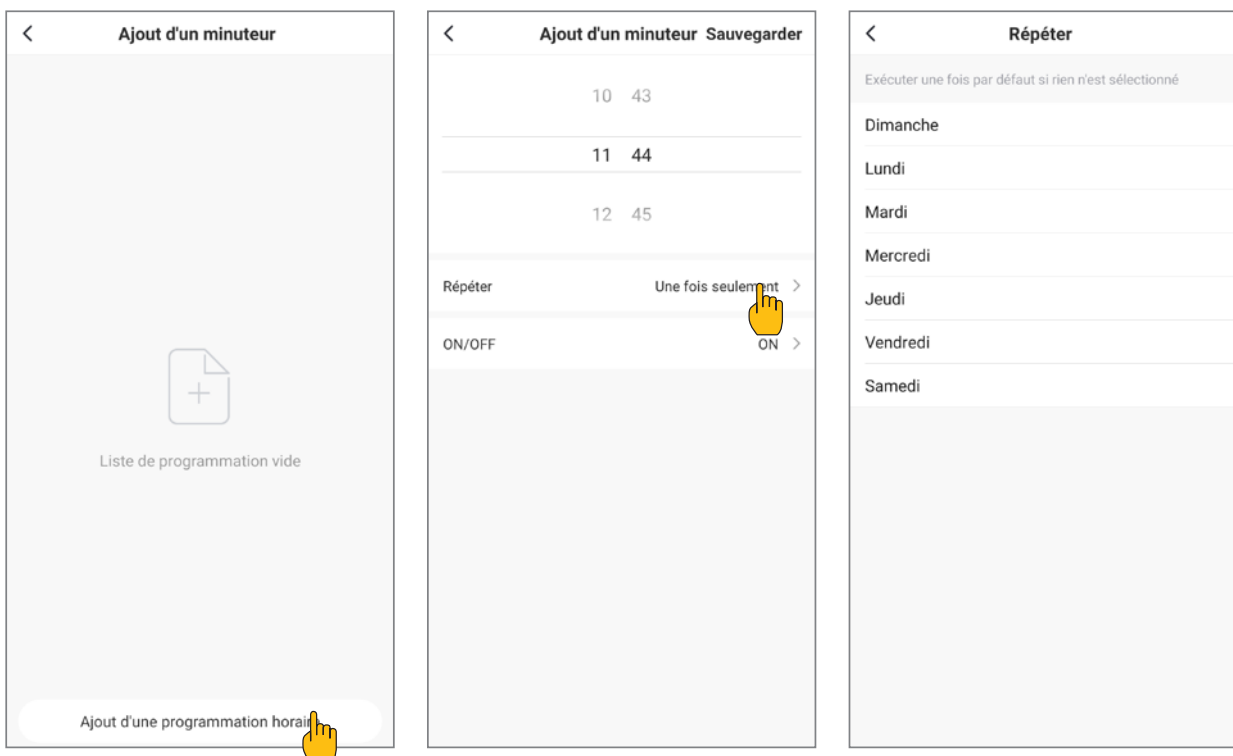 Ajout d'un minuteur
Liste de programmation vide
Ajout d'une programmation horaire
Ajout d'un minuteur Sauvegarder
10 43
11 44
12 45
Répéter Une fois seulement
ON/OFF ON
Répéter
Exécuter une fois par défaut si rien n'est sélectionné
Dimanche
Lundi
Mardi
Mercredi
Jeudi
Vendredi
Samedi